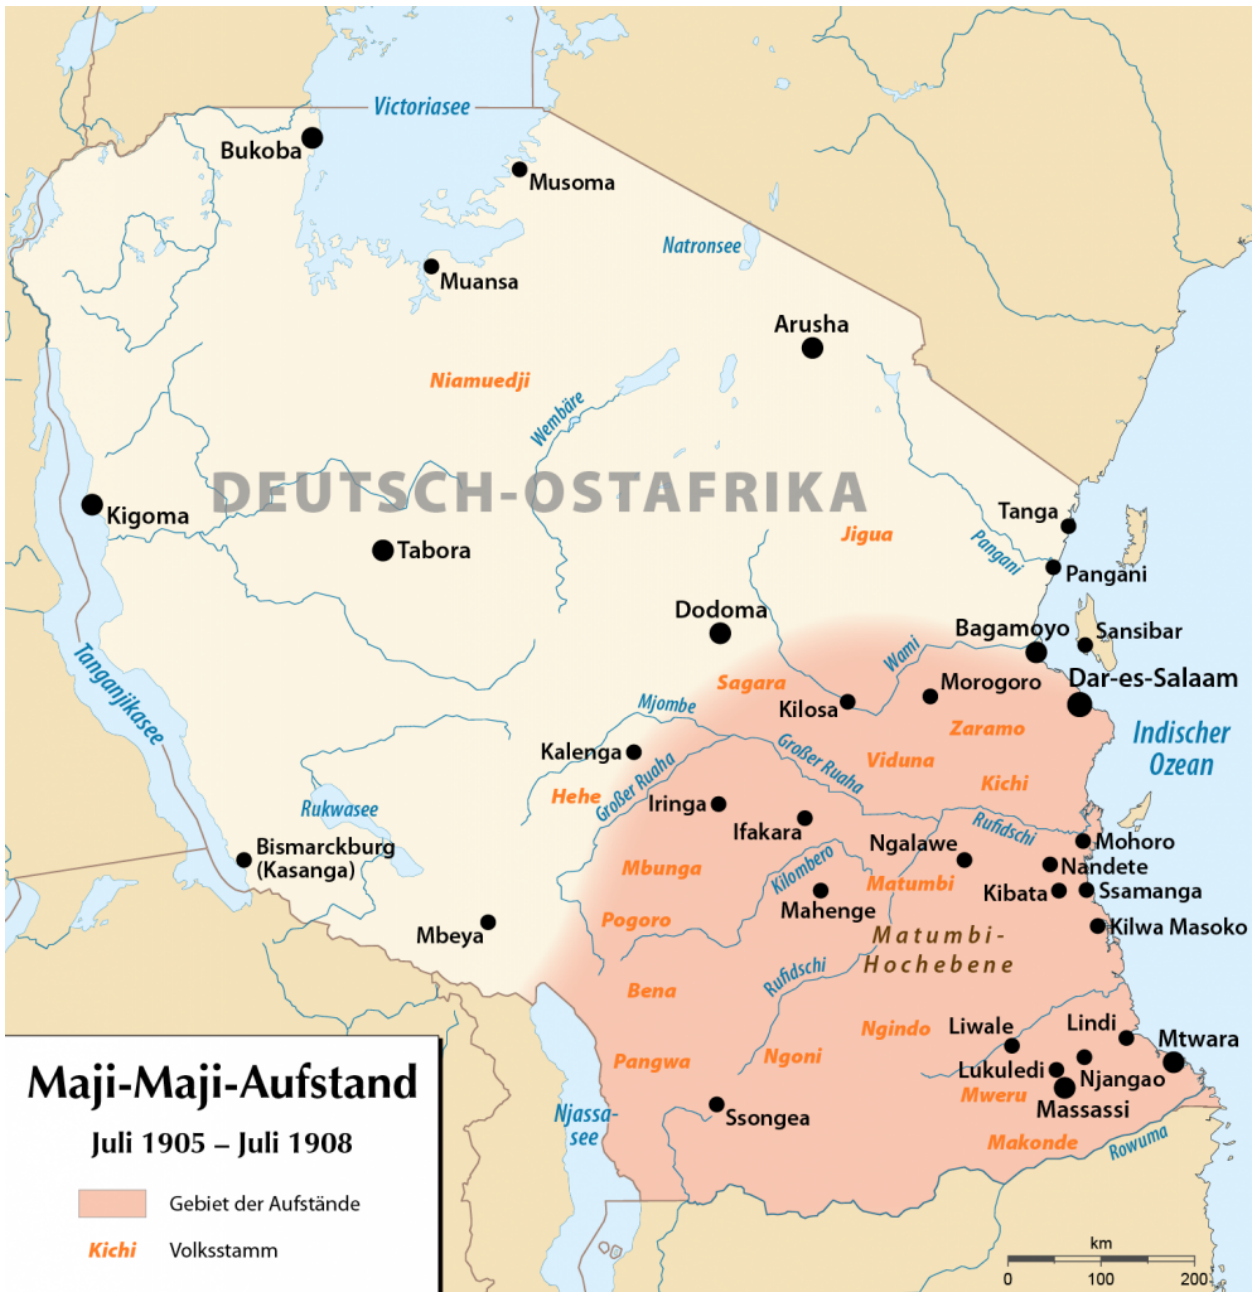 Victoriasee
Bukoba
Musoma
Natronsee
Muansa
Arusha
Niamuedji
Wembäre
DEUTSCH-OSTAFRIKA
Kigoma
Tanga
Jigua
Pangani
Tabora
Pangani
Dodoma
Bagamoyo
Sansibar
Wami
Tanganjikasee
Sagara
Morogoro
Dar-es-Salaam
Mjombe
Kilosa
Zaramo
Indischer
Ozean
Kalenga
Großer Ruaha
Viduna
Kichi
Großer Ruaha
Hehe
Iringa
Rukwasee
Ifakara
Rufidschi
Ngalawe
Mohoro
Bismarckburg
(Kasanga)
Mbunga
Kilombero
Nandete
Matumbi
Kibata
Ssamanga
Mahenge
Pogoro
Kilwa Masoko
Mbeya
Matumbi-
Hochebene
Rufidschi
Bena
Ngindo
Liwale
Lindi
Mtwara
Pangwa
Ngoni
Lukuledi
Njangao
Mweru
Massassi
Njassa-
see
Ssongea
Makonde
Rowuma
Maji-Maji-Aufstand
Juli 1905 – Juli 1908
Gebiet der Aufstände
Kichi Volksstamm
km
0 100 200